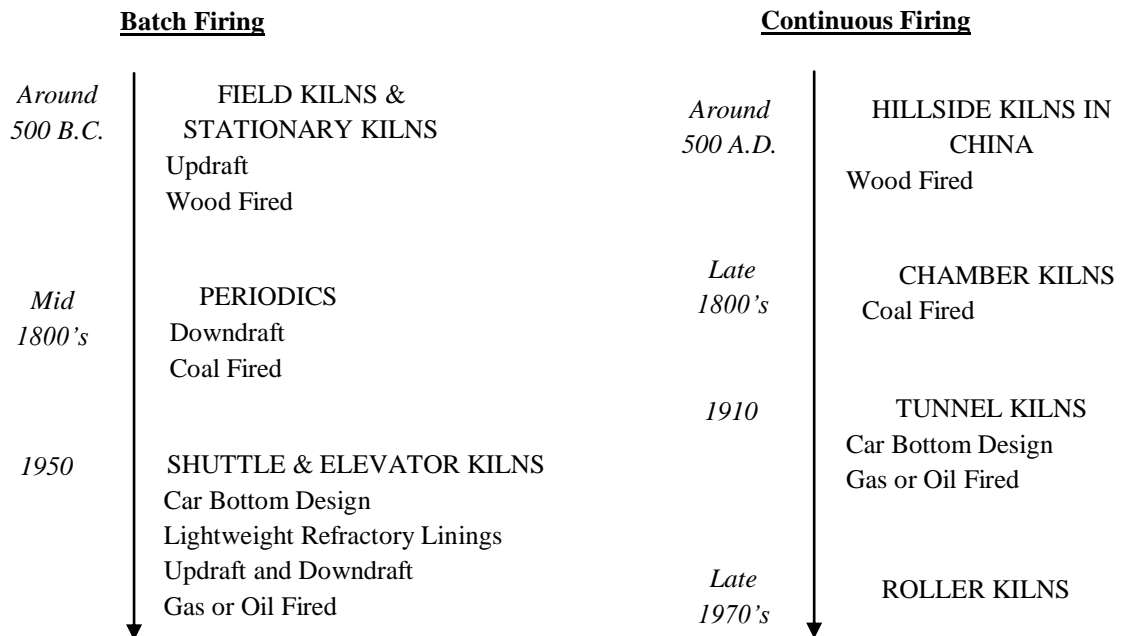 Batch Firing
Around
500 B.C.
FIELD KILNS &
STATIONARY KILNS
Updraft
Wood Fired
Mid
1800’s
PERIODICS
Downdraft
Coal Fired
1950
SHUTTLE & ELEVATOR KILNS
Car Bottom Design
Lightweight Refractory Linings
Updraft and Downdraft
Gas or Oil Fired
Continuous Firing
Around
500 A.D.
HILLSIDE KILNS IN
CHINA
Wood Fired
Late
1800’s
CHAMBER KILNS
Coal Fired
1910
TUNNEL KILNS
Car Bottom Design
Gas or Oil Fired
Late
1970’s
ROLLER KILNS